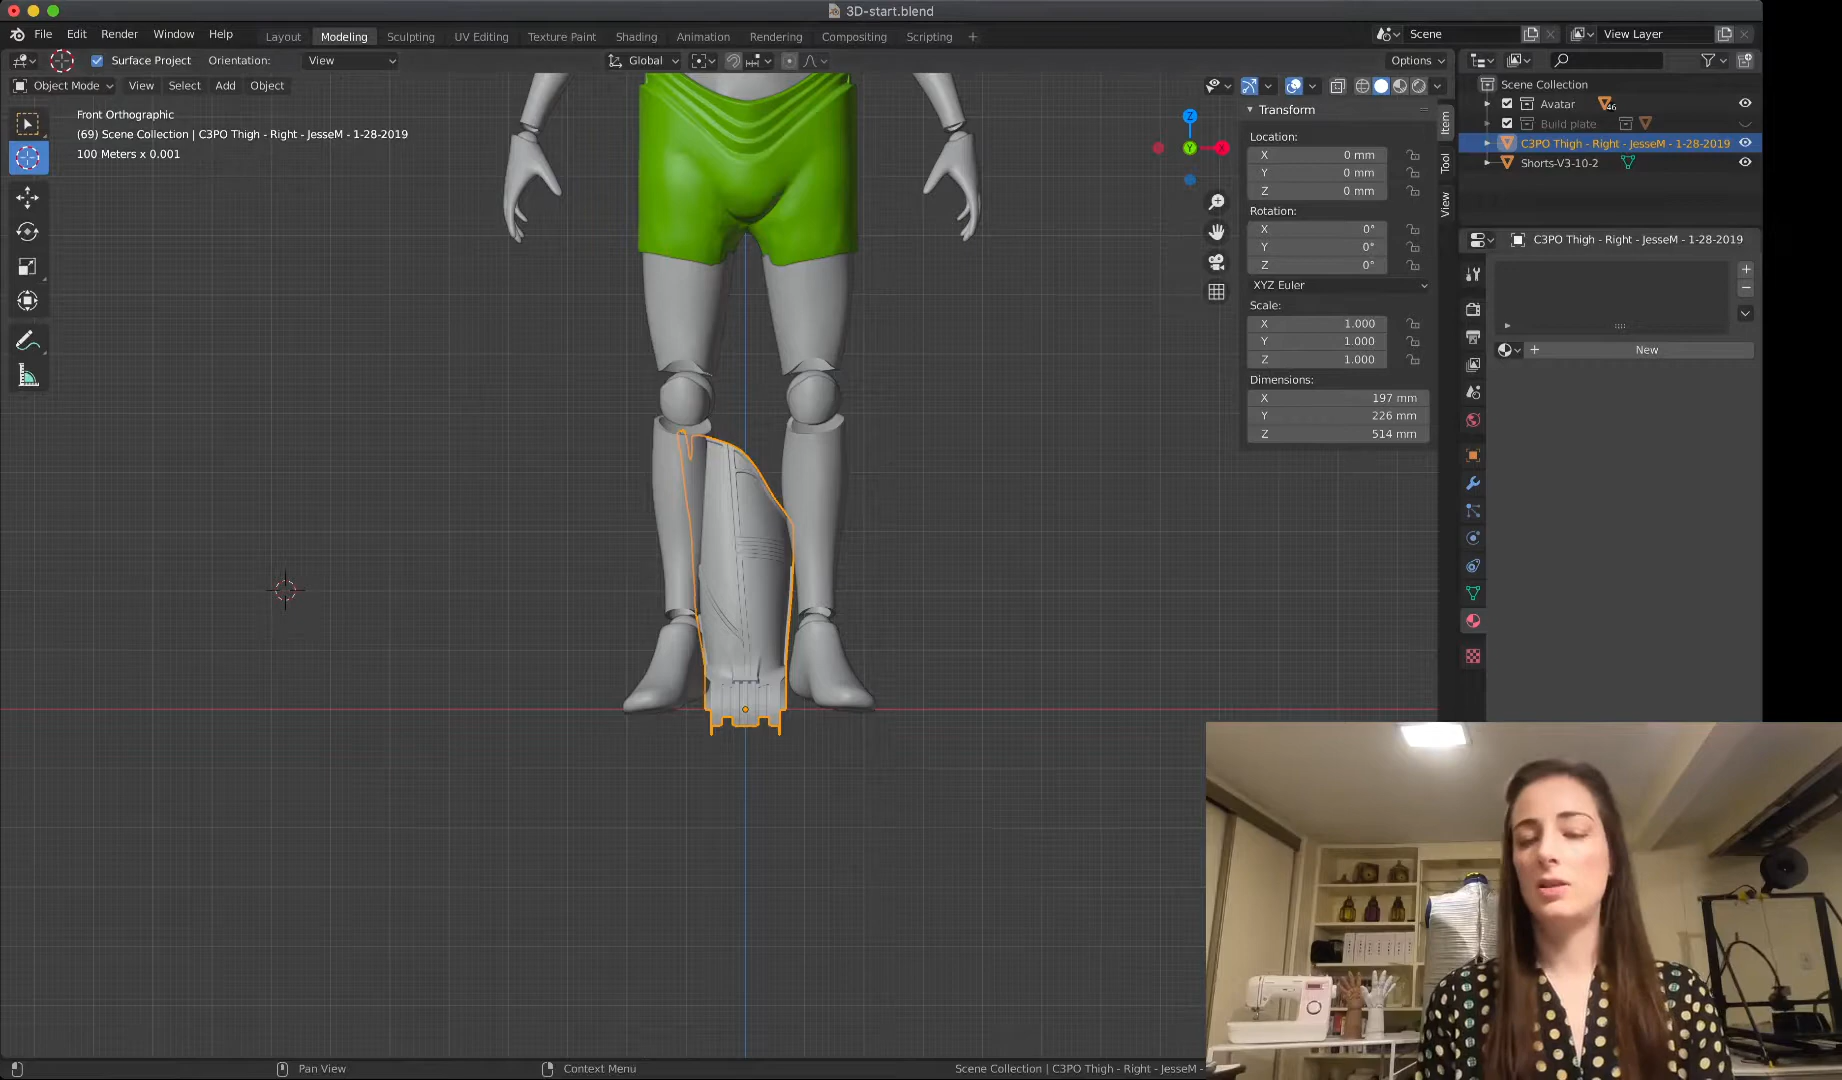 3D-start.blend
File Edit Render Window Help
Layout Modeling Sculpting UV Editing Texture Paint Shading Animation Rendering Compositing Scripting +
Scene View Layer
Surface Project Orientation: View Global Options
Object Mode View Select Add Object
Front Orthographic
(69) Scene Collection | C3PO Thigh - Right - JesseM - 1-28-2019
100 Meters x 0.001
Z
Y
X
Transform
Location:
X 0 mm
Y 0 mm
Z 0 mm
Rotation:
X 0°
Y 0°
Z 0°
XYZ Euler
Scale:
X 1.000
Y 1.000
Z 1.000
Dimensions:
X 197 mm
Y 226 mm
Z 514 mm
Item
Tool
View
Scene Collection
Avatar 46
Build plate
C3PO Thigh - Right - JesseM - 1-28-2019
Shorts-V3-10-2
C3PO Thigh - Right - JesseM - 1-28-2019
+ New
Pan View Context Menu Scene Collection | C3PO Thigh - Right - JesseM -